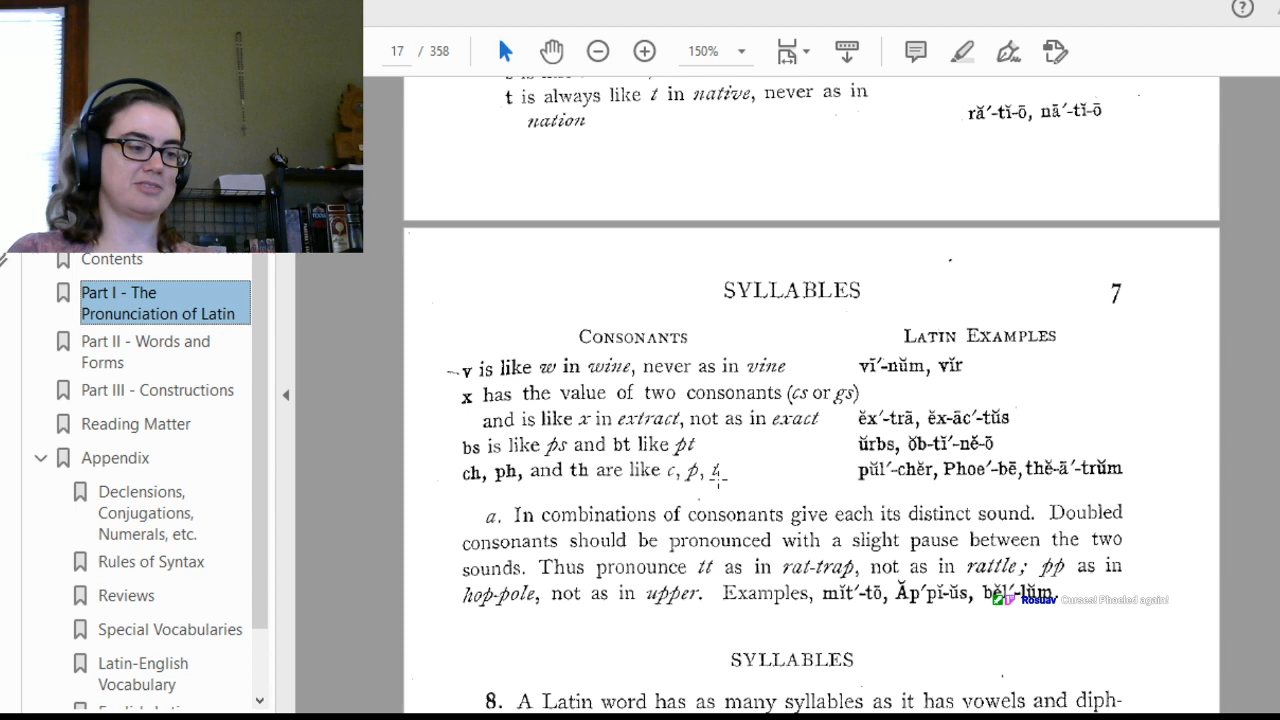 17 / 358
150%
t is always like t in native, never as in
nation
ră′-tĭ-ō, nā′-tĭ-ō
SYLLABLES
7
CONSONANTS
LATIN EXAMPLES
v is like w in wine, never as in vine
vī′-nŭm, vĭr
x has the value of two consonants (cs or gs)
and is like x in extract, not as in exact
ĕx′-trā, ĕx-āc′-tŭs
bs is like ps and bt like pt
ŭrbs, ŏb-tĭ′-nĕ-ō
ch, ph, and th are like c, p, t
pŭl′-chĕr, Phoe′-bē, thĕ-ā′-trŭm
a. In combinations of consonants give each its distinct sound. Doubled
consonants should be pronounced with a slight pause between the two
sounds. Thus pronounce tt as in rat-trap, not as in rattle; pp as in
hop-pole, not as in upper. Examples, mĭt′-tō, Ăp′pĭ-ŭs, bĕl′-lŭm.
Rosuav Curses! Phoeled again!
SYLLABLES
8. A Latin word has as many syllables as it has vowels and diph-
Contents
Part I - The
Pronunciation of Latin
Part II - Words and
Forms
Part III - Constructions
Reading Matter
Appendix
Declensions,
Conjugations,
Numerals, etc.
Rules of Syntax
Reviews
Special Vocabularies
Latin-English
Vocabulary